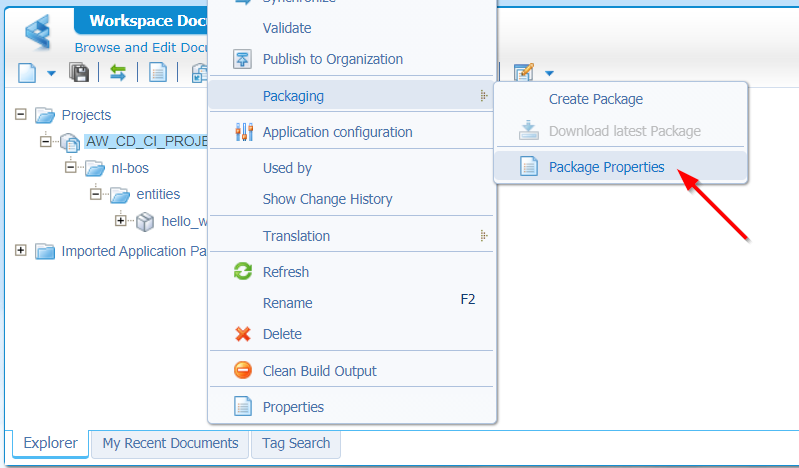 Workspace Docu
Browse and Edit Docu
Synchronize
Validate
Publish to Organization
Packaging
Application configuration
Used by
Show Change History
Translation
Refresh
Rename F2
Delete
Clean Build Output
Properties
Create Package
Download latest Package
Package Properties
Projects
AW_CD_CI_PROJE
nl-bos
entities
hello_w
Imported Application Pa
Explorer
My Recent Documents
Tag Search